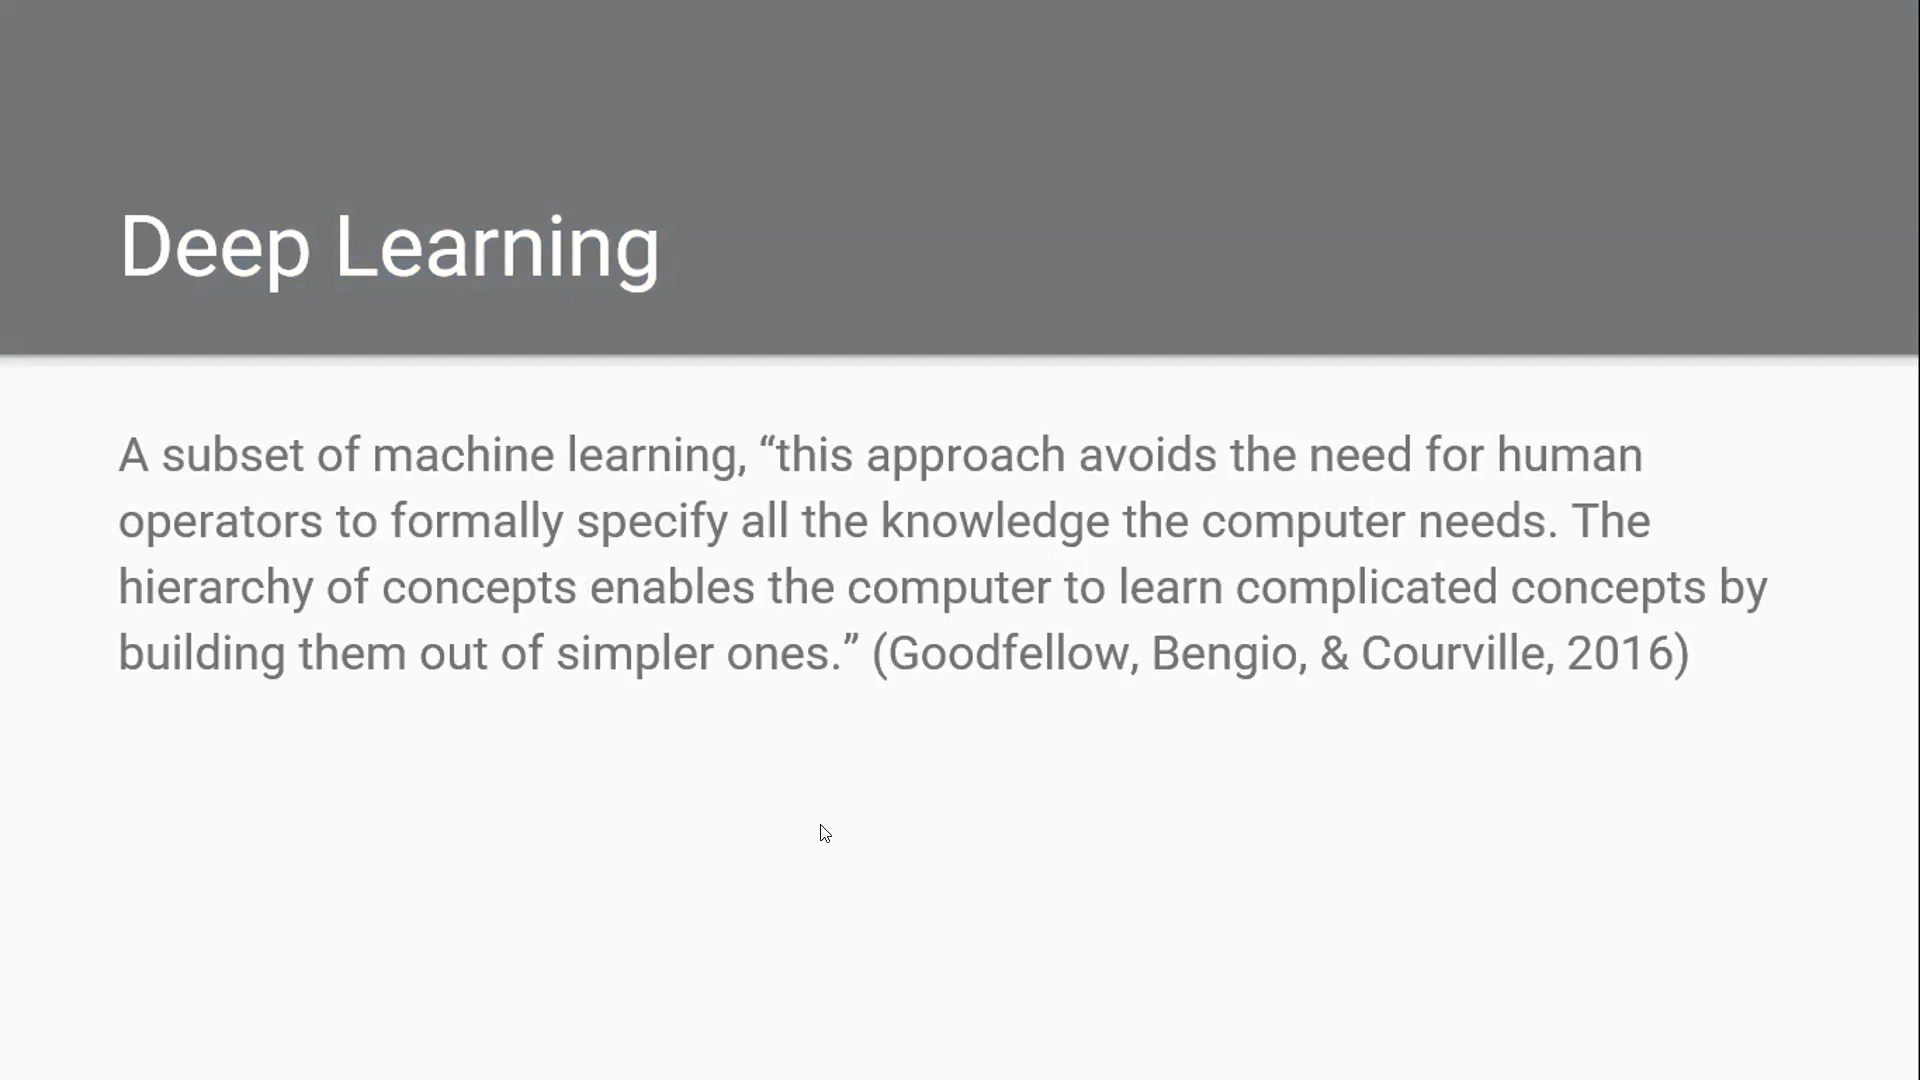 Deep Learning
A subset of machine learning, “this approach avoids the need for human
operators to formally specify all the knowledge the computer needs. The
hierarchy of concepts enables the computer to learn complicated concepts by
building them out of simpler ones.” (Goodfellow, Bengio, & Courville, 2016)